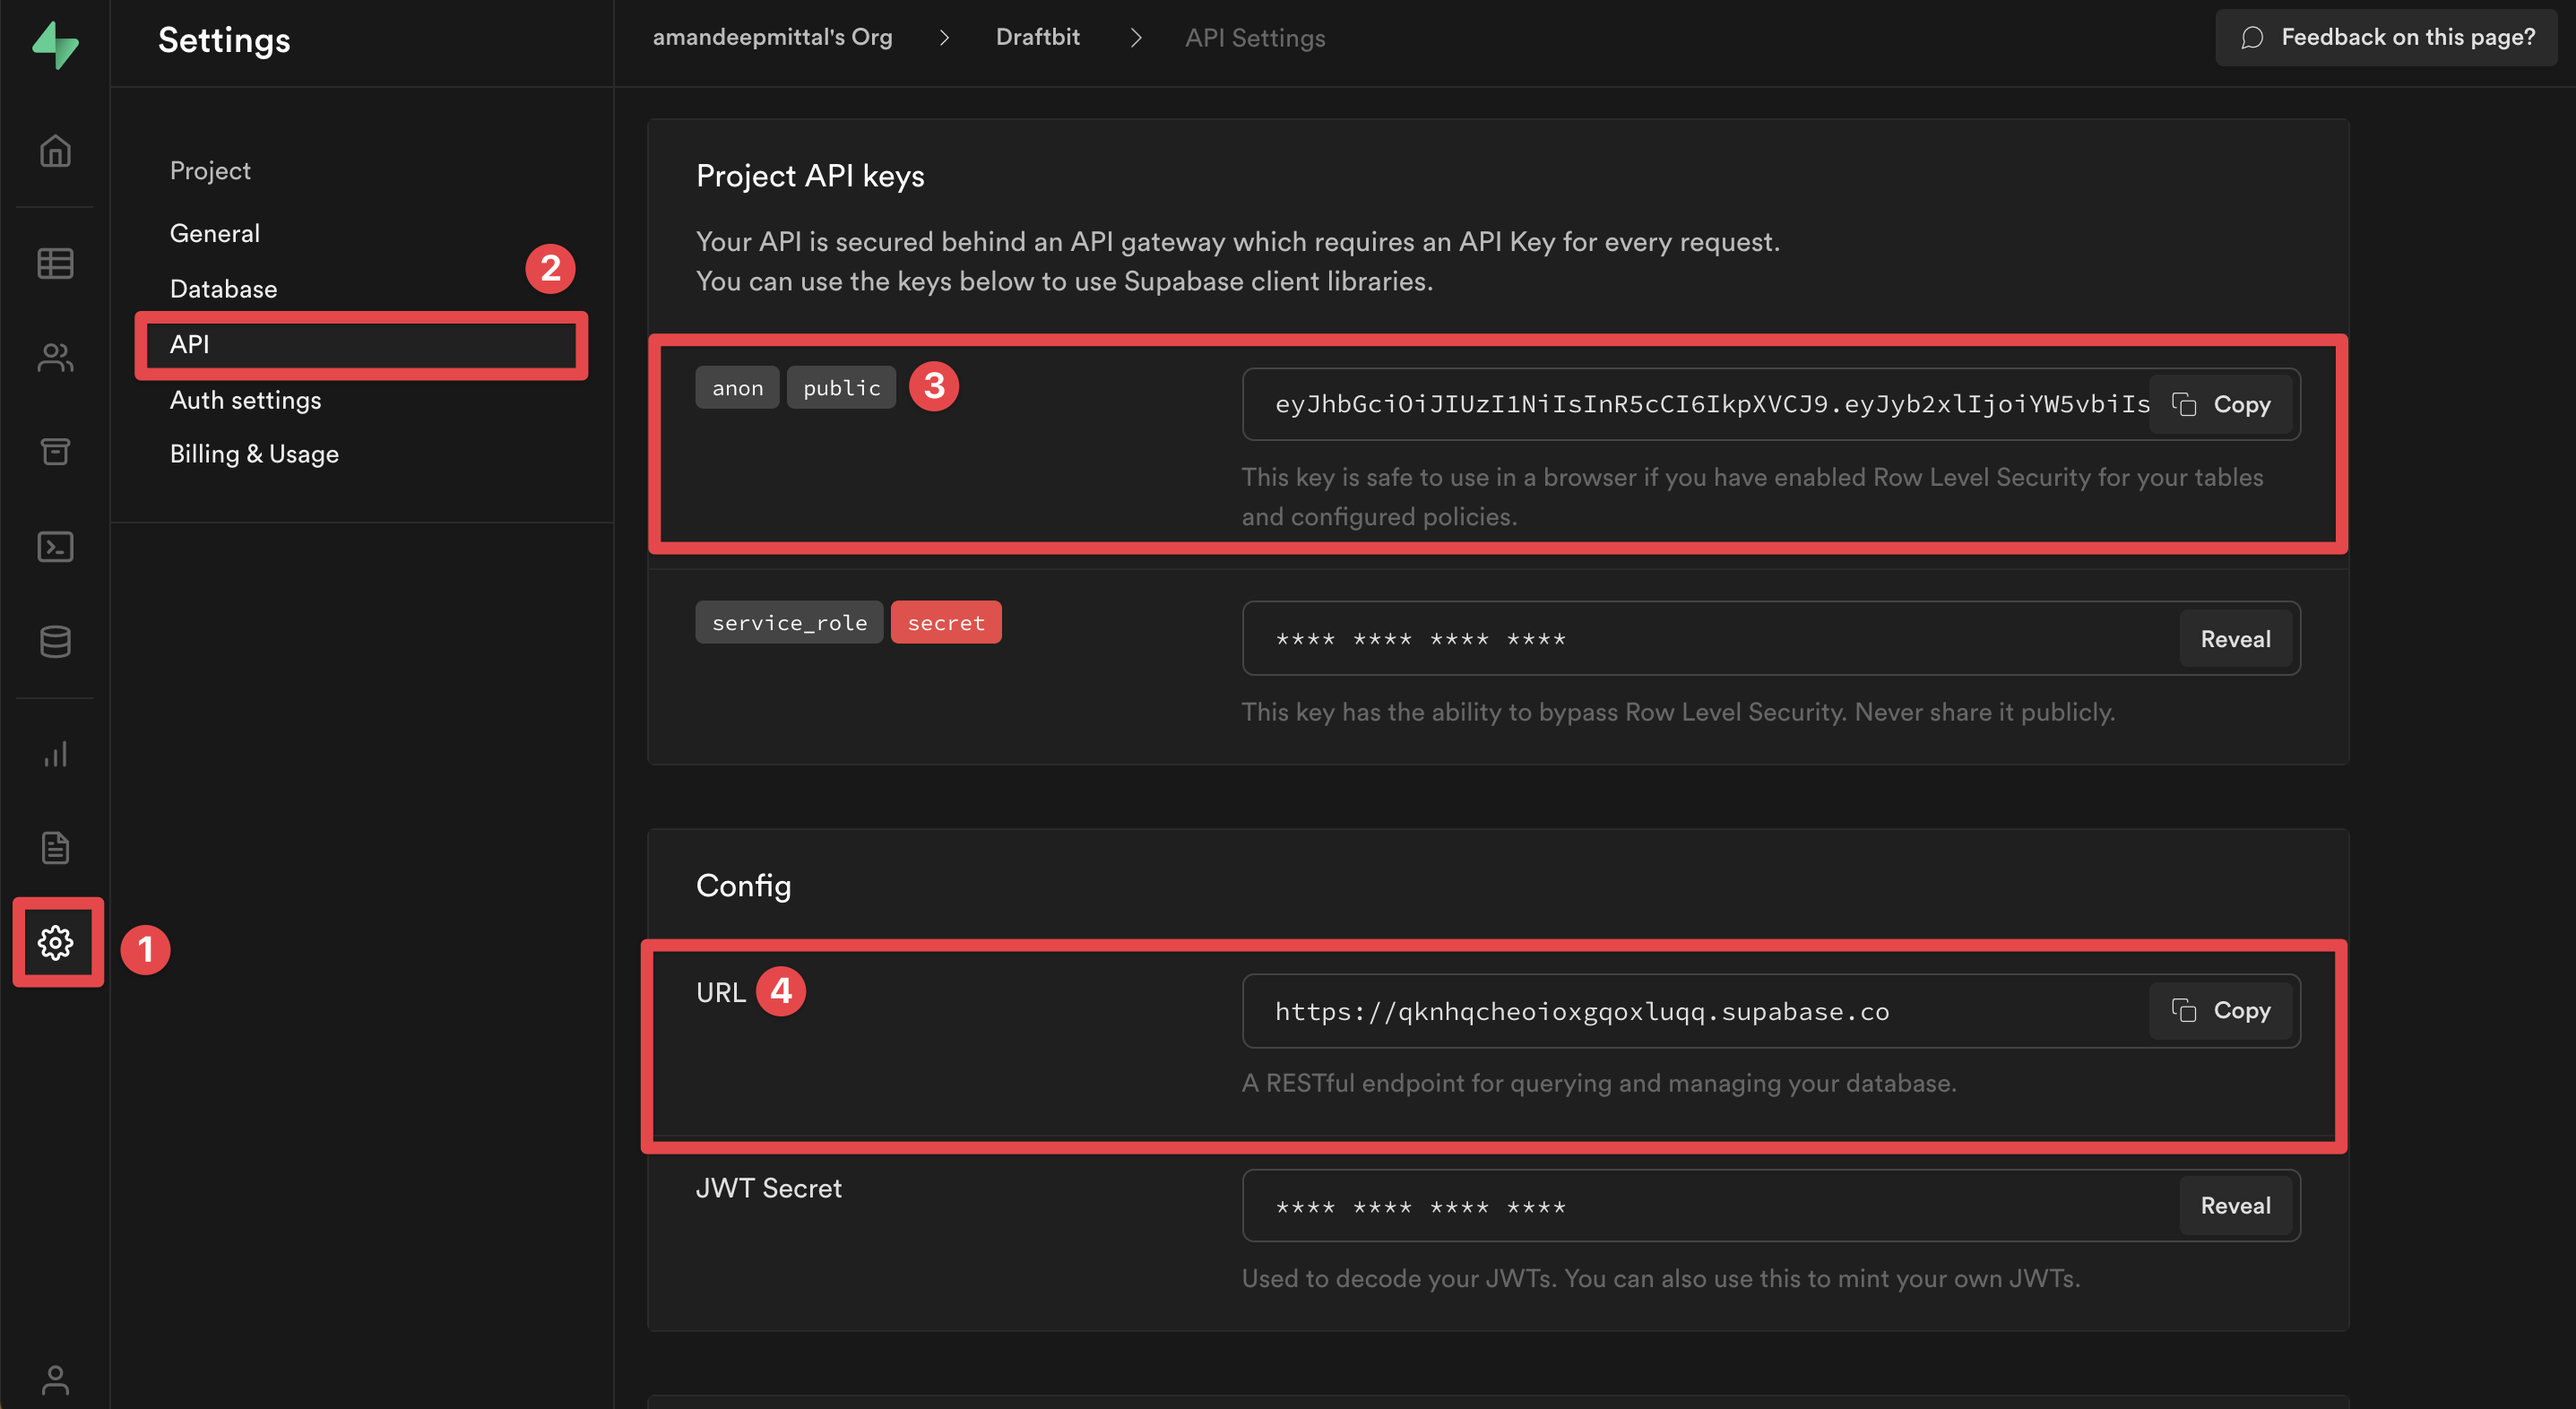 Settings
amandeepmittal's Org > Draftbit > API Settings
Feedback on this page?
Project
General
Database
2
API
Auth settings
Billing & Usage
1
Project API keys
Your API is secured behind an API gateway which requires an API Key for every request.
You can use the keys below to use Supabase client libraries.
anon public 3
eyJhbGciOiJIUzI1NiIsInR5cCI6IkpXVCJ9.eyJyb2xlIjoiYW5vbiIs Copy
This key is safe to use in a browser if you have enabled Row Level Security for your tables
and configured policies.
service_role secret
**** **** **** **** Reveal
This key has the ability to bypass Row Level Security. Never share it publicly.
Config
URL 4
https://qknhqcheoioxgqoxluqq.supabase.co Copy
A RESTful endpoint for querying and managing your database.
JWT Secret
**** **** **** **** Reveal
Used to decode your JWTs. You can also use this to mint your own JWTs.